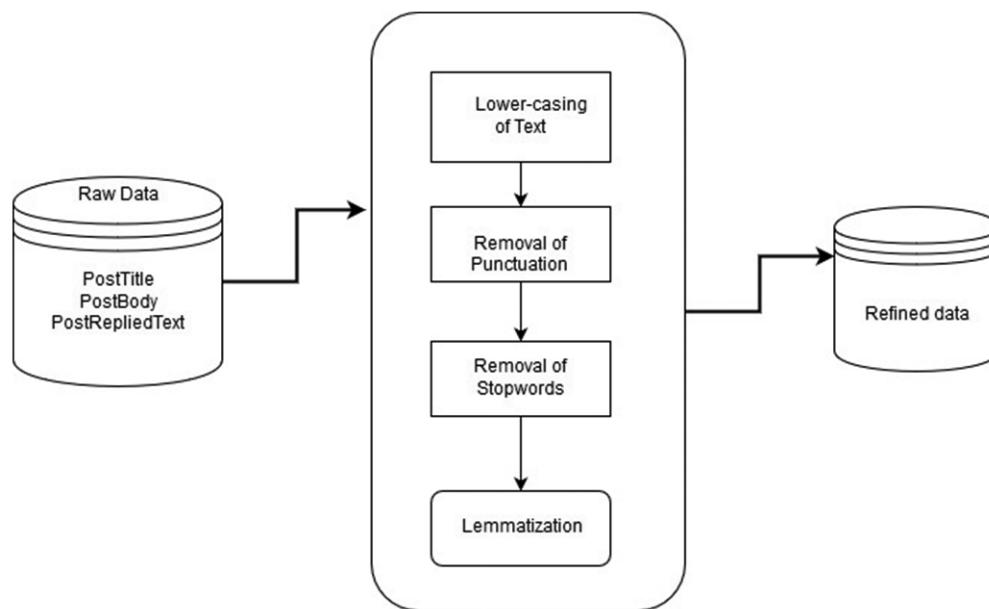 Raw Data
PostTitle
PostBody
PostRepliedText
Lower-casing
of Text
Removal of
Punctuation
Removal of
Stopwords
Lemmatization
Refined data